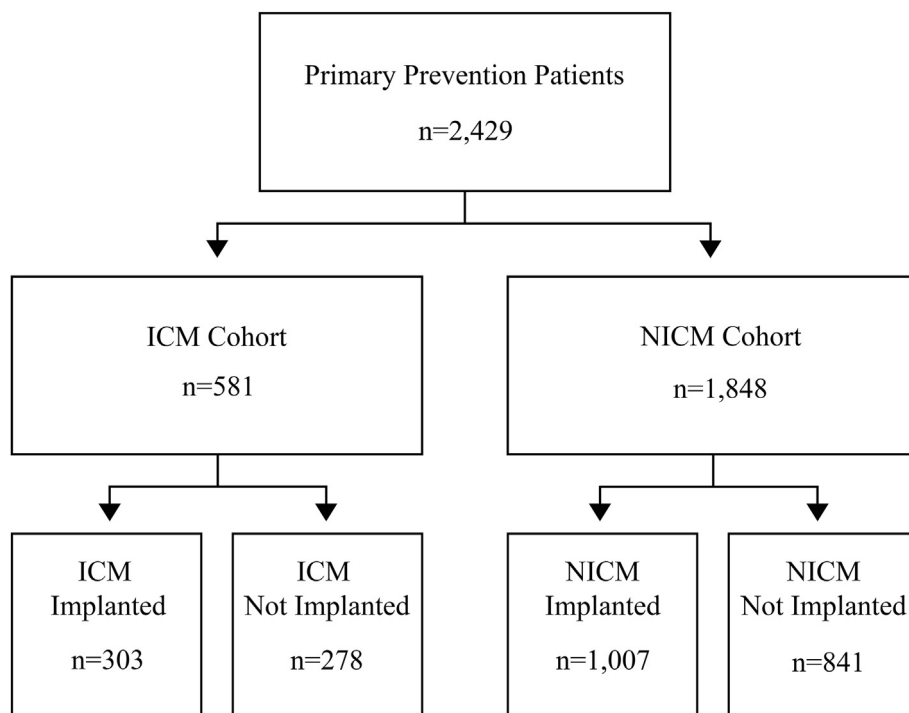 Primary Prevention Patients
n=2,429
ICM Cohort
n=581
NICM Cohort
n=1,848
ICM
Implanted
n=303
ICM
Not Implanted
n=278
NICM
Implanted
n=1,007
NICM
Not Implanted
n=841